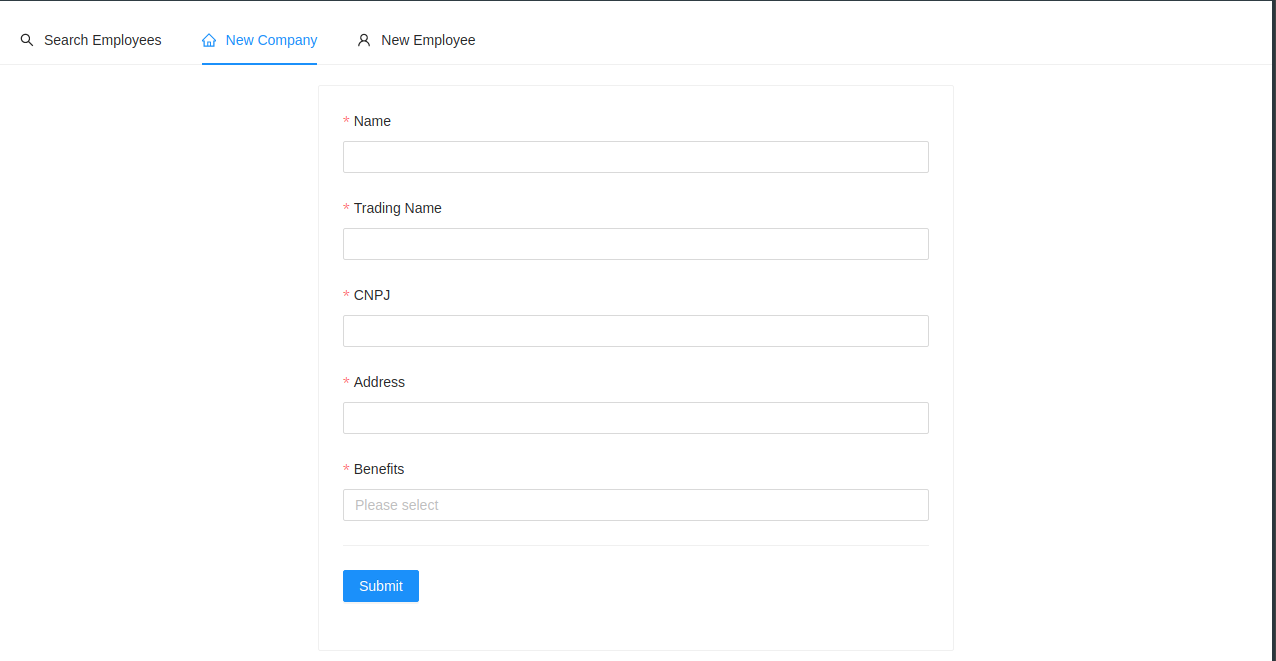 Search Employees New Company New Employee
* Name
* Trading Name
* CNPJ
* Address
* Benefits
Please select
Submit